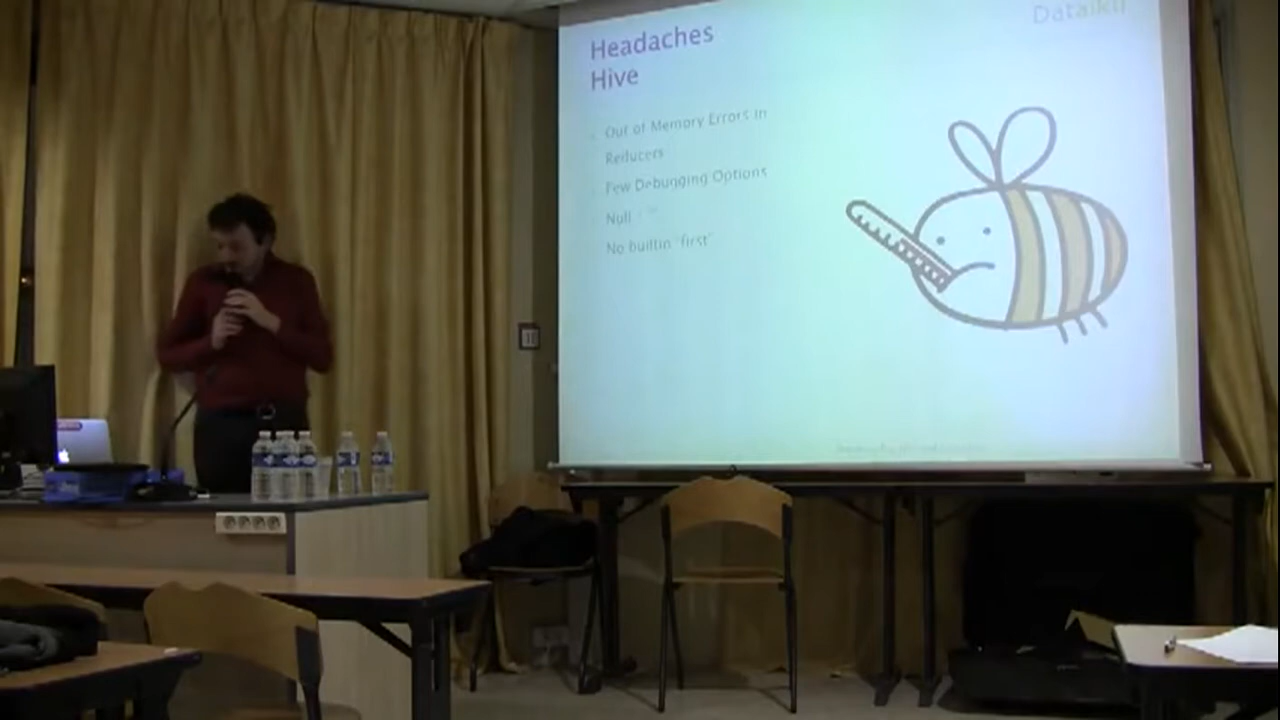 Dataiku
Headaches
Hive
Out of Memory Errors in
Reducers
Few Debugging Options
Null
No builtin "first"